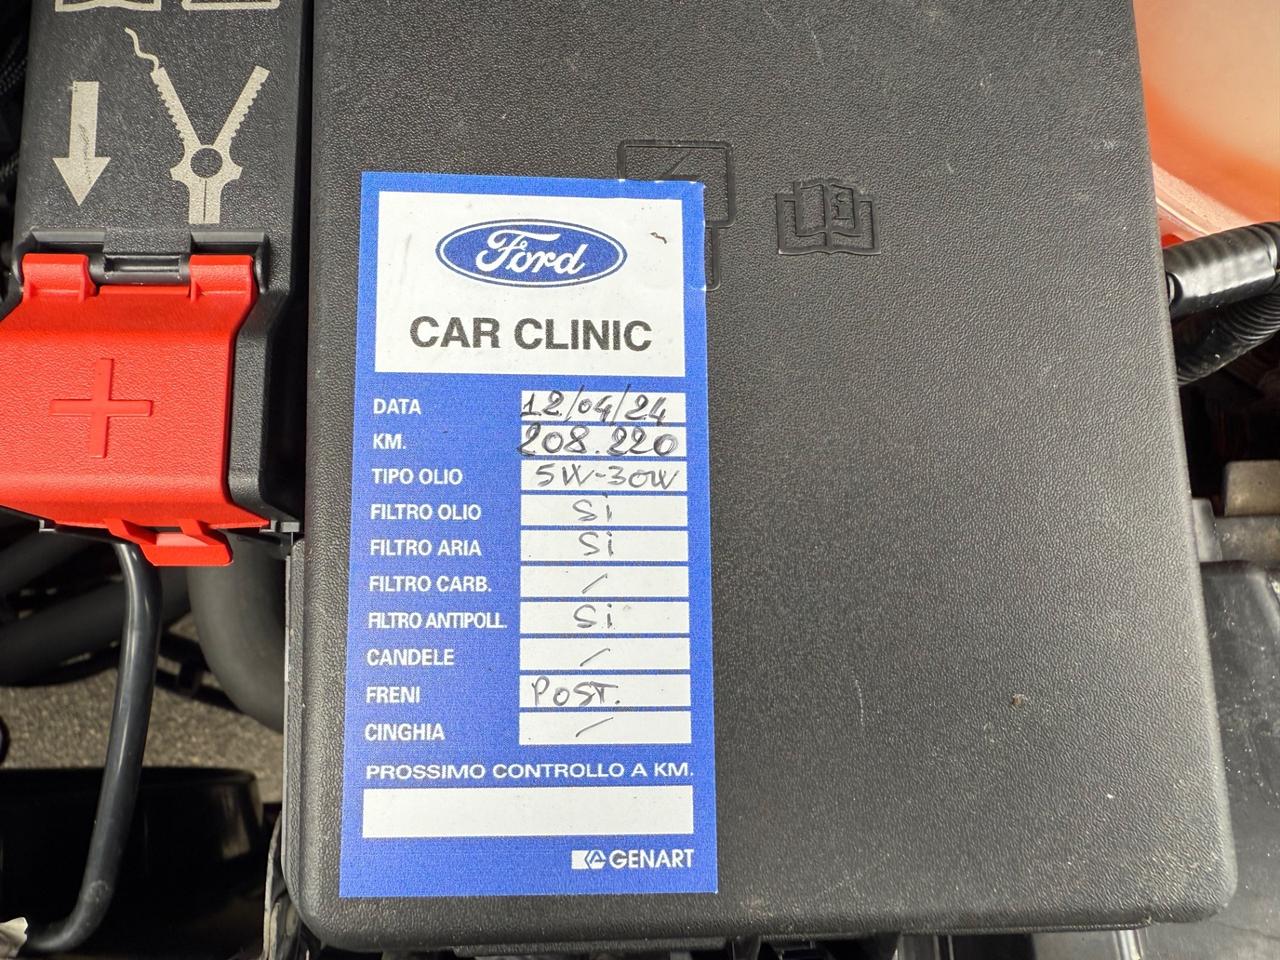 Ford
CAR CLINIC
DATA 12/04/24
KM. 208.220
TIPO OLIO 5W-30W
FILTRO OLIO Si
FILTRO ARIA Si
FILTRO CARB. /
FILTRO ANTIPOLL. Si
CANDELE /
FRENI POST.
CINGHIA /
PROSSIMO CONTROLLO A KM.
GENART